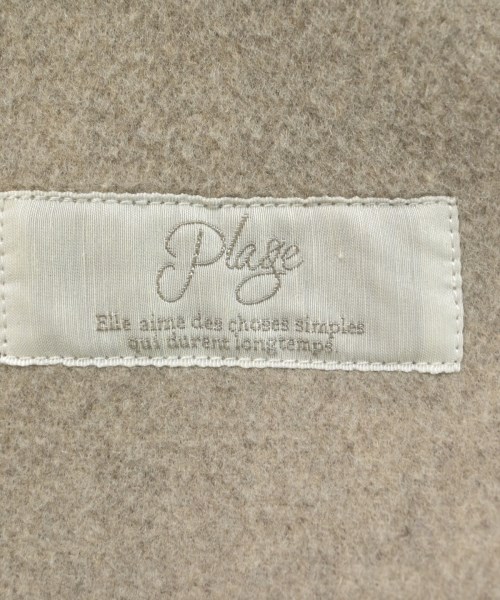 Plage
Elle aime des choses simples
qui durent longtemps.